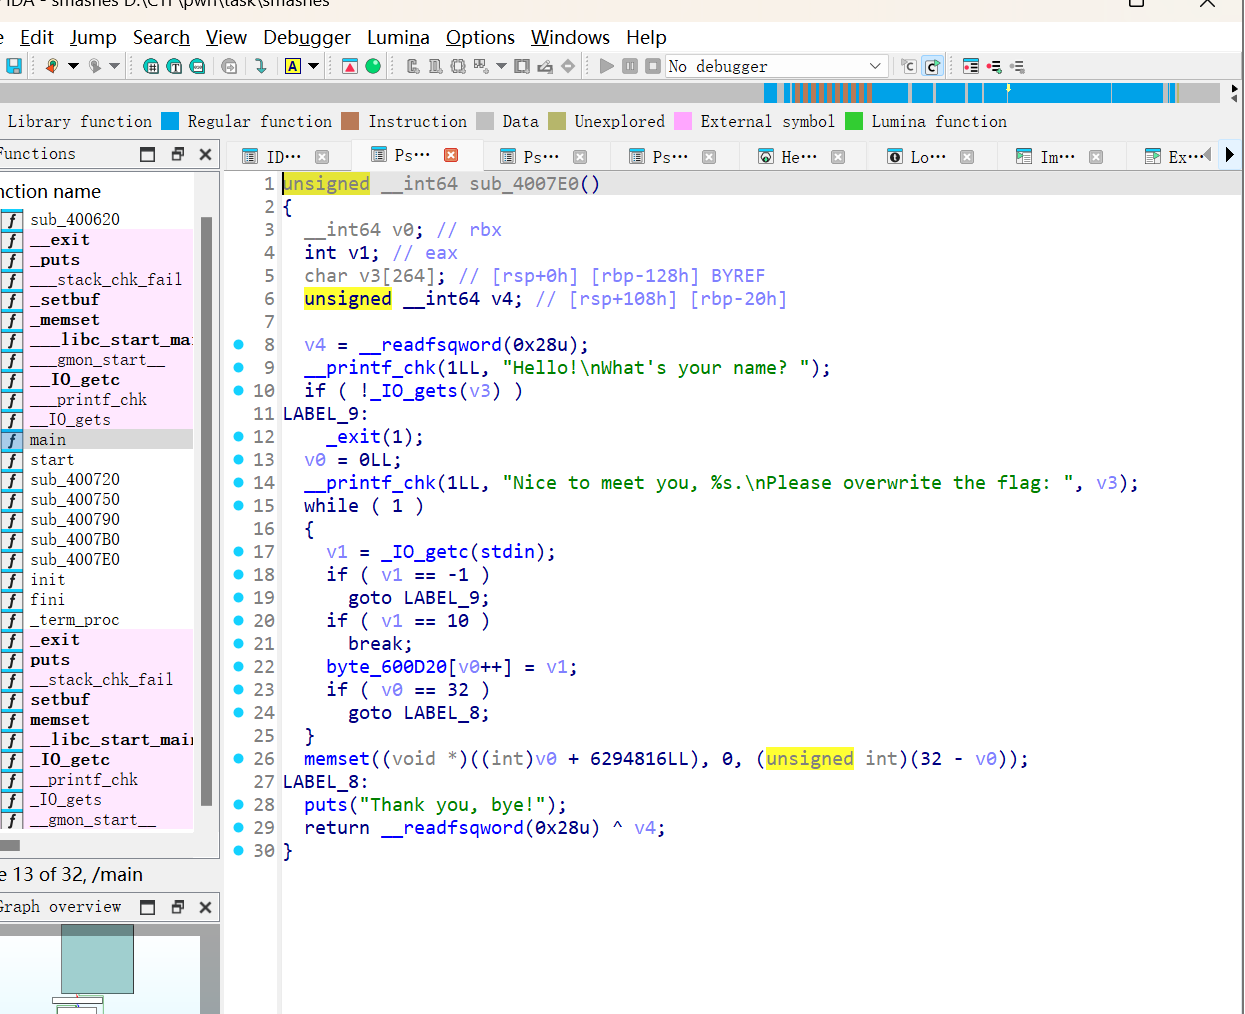 IDA - smashes D:\CTF\pwn\task\smashes
Edit Jump Search View Debugger Lumina Options Windows Help
No debugger
Library function Regular function Instruction Data Unexplored External symbol Lumina function
Functions
ID··· Ps··· Ps··· Ps··· He··· Lo··· Im··· Ex···
nction name
sub_400620
__exit
_puts
___stack_chk_fail
_setbuf
_memset
___libc_start_mai
___gmon_start__
__IO_getc
___printf_chk
__IO_gets
main
start
sub_400720
sub_400750
sub_400790
sub_4007B0
sub_4007E0
init
fini
_term_proc
_exit
puts
__stack_chk_fail
setbuf
memset
__libc_start_main
_IO_getc
__printf_chk
_IO_gets
__gmon_start__
e 13 of 32, /main
Graph overview
1 unsigned __int64 sub_4007E0()
2 {
3 __int64 v0; // rbx
4 int v1; // eax
5 char v3[264]; // [rsp+0h] [rbp-128h] BYREF
6 unsigned __int64 v4; // [rsp+108h] [rbp-20h]
7
8 v4 = __readfsqword(0x28u);
9 __printf_chk(1LL, "Hello!\nWhat's your name? ");
10 if ( !_IO_gets(v3) )
11 LABEL_9:
12 _exit(1);
13 v0 = 0LL;
14 __printf_chk(1LL, "Nice to meet you, %s.\nPlease overwrite the flag: ", v3);
15 while ( 1 )
16 {
17 v1 = _IO_getc(stdin);
18 if ( v1 == -1 )
19 goto LABEL_9;
20 if ( v1 == 10 )
21 break;
22 byte_600D20[v0++] = v1;
23 if ( v0 == 32 )
24 goto LABEL_8;
25 }
26 memset((void *)((int)v0 + 6294816LL), 0, (unsigned int)(32 - v0));
27 LABEL_8:
28 puts("Thank you, bye!");
29 return __readfsqword(0x28u) ^ v4;
30 }